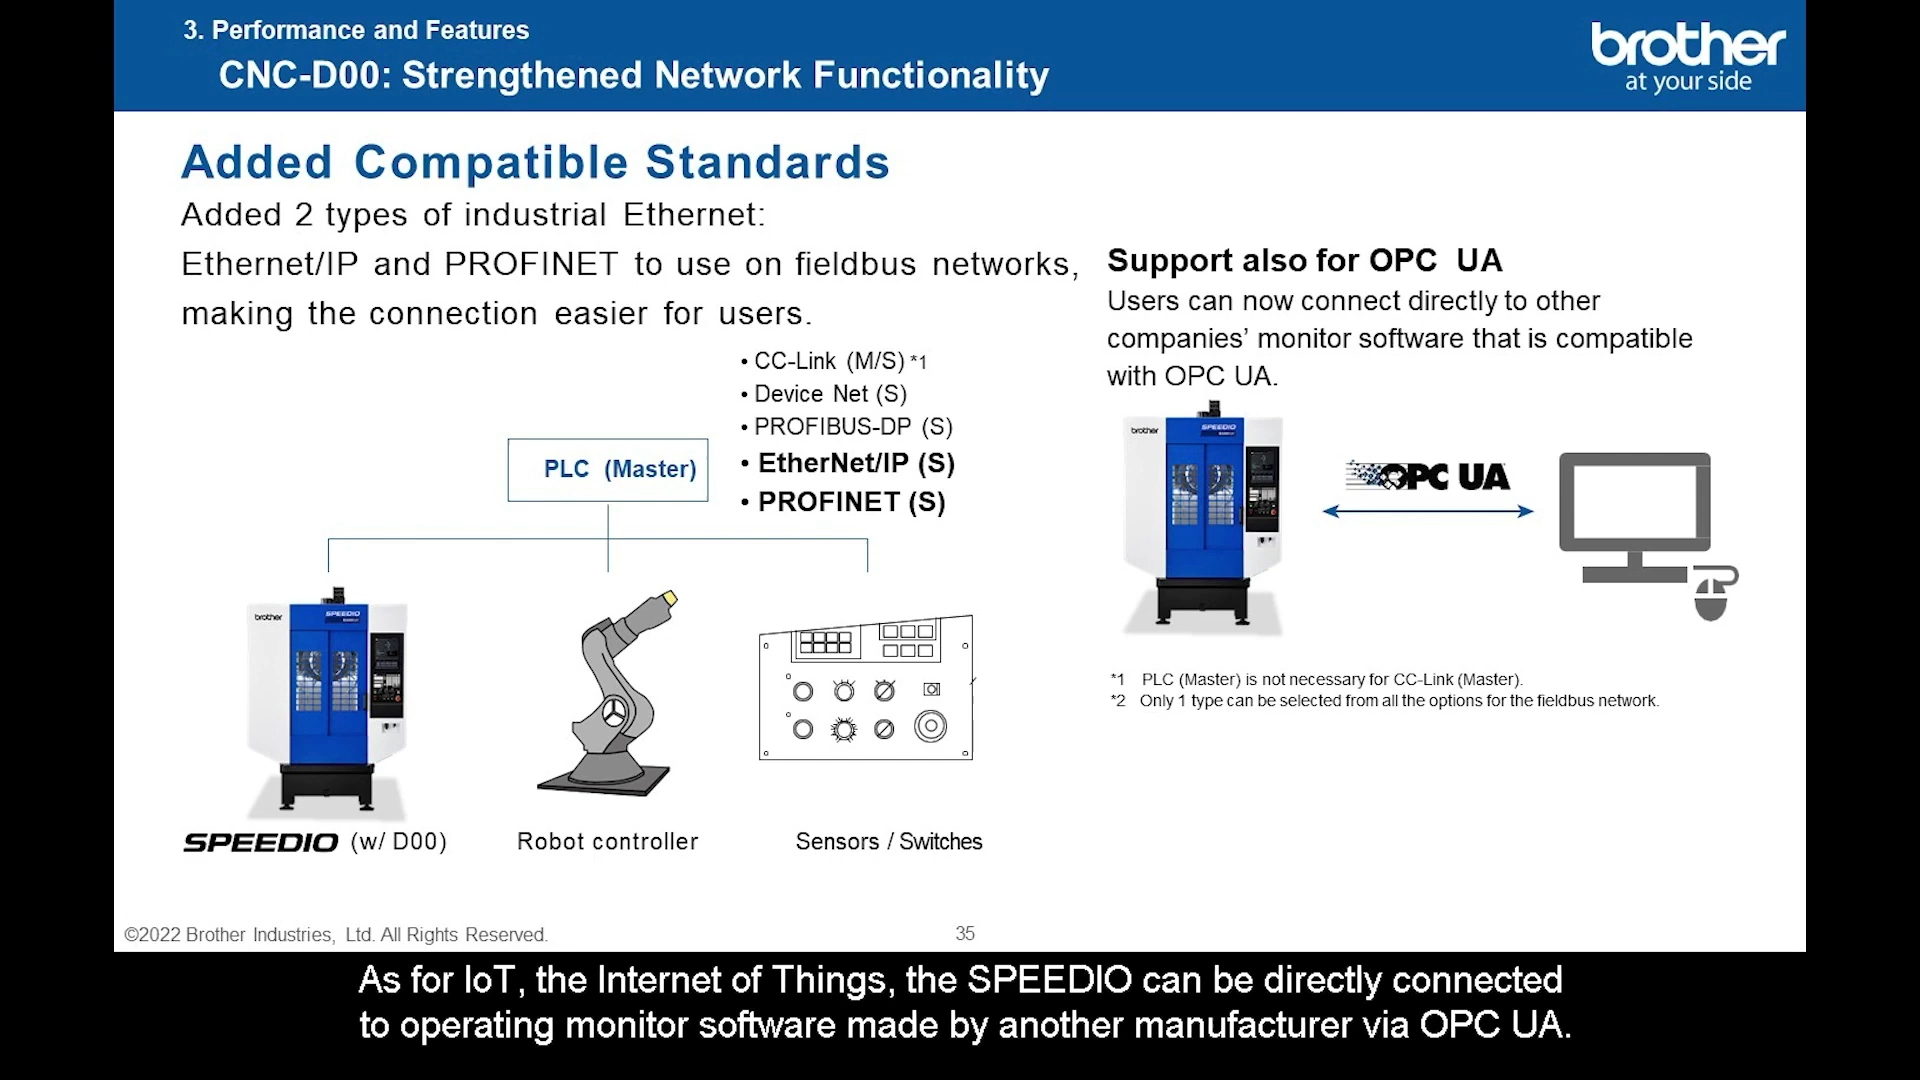 3. Performance and Features
CNC-D00: Strengthened Network Functionality
brother
at your side
Added Compatible Standards
Added 2 types of industrial Ethernet:
Ethernet/IP and PROFINET to use on fieldbus networks,
making the connection easier for users.
• CC-Link (M/S) *1
• Device Net (S)
• PROFIBUS-DP (S)
• EtherNet/IP (S)
• PROFINET (S)
PLC (Master)
brother
SPEEDIO
SPEEDIO (w/ D00)
Robot controller
Sensors / Switches
Support also for OPC UA
Users can now connect directly to other
companies’ monitor software that is compatible
with OPC UA.
brother
SPEEDIO
OPC UA
*1 PLC (Master) is not necessary for CC-Link (Master).
*2 Only 1 type can be selected from all the options for the fieldbus network.
©2022 Brother Industries, Ltd. All Rights Reserved.
35
As for IoT, the Internet of Things, the SPEEDIO can be directly connected
to operating monitor software made by another manufacturer via OPC UA.